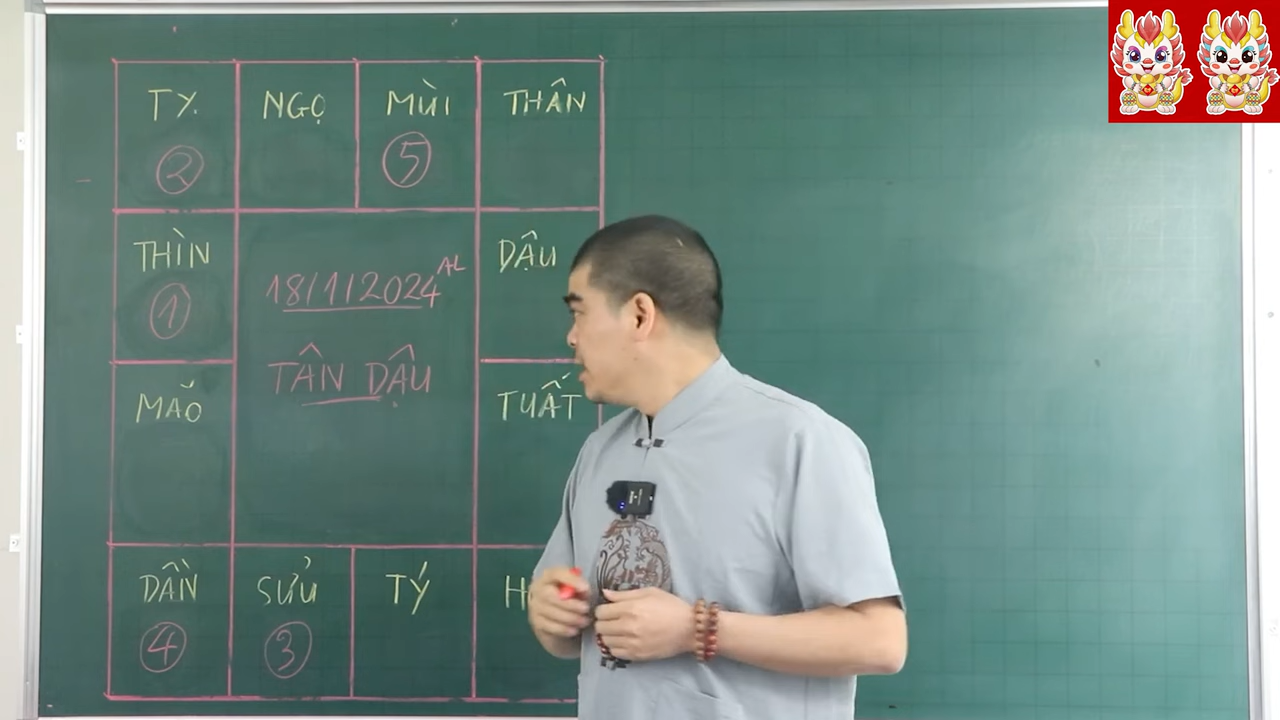 TỴ NGỌ MÙI THÂN
2 5
THÌN DẬU
1
18/1/2024 AL
TÂN DẬU
MÃO TUẤT
DẦN SỬU TÝ H
4 3